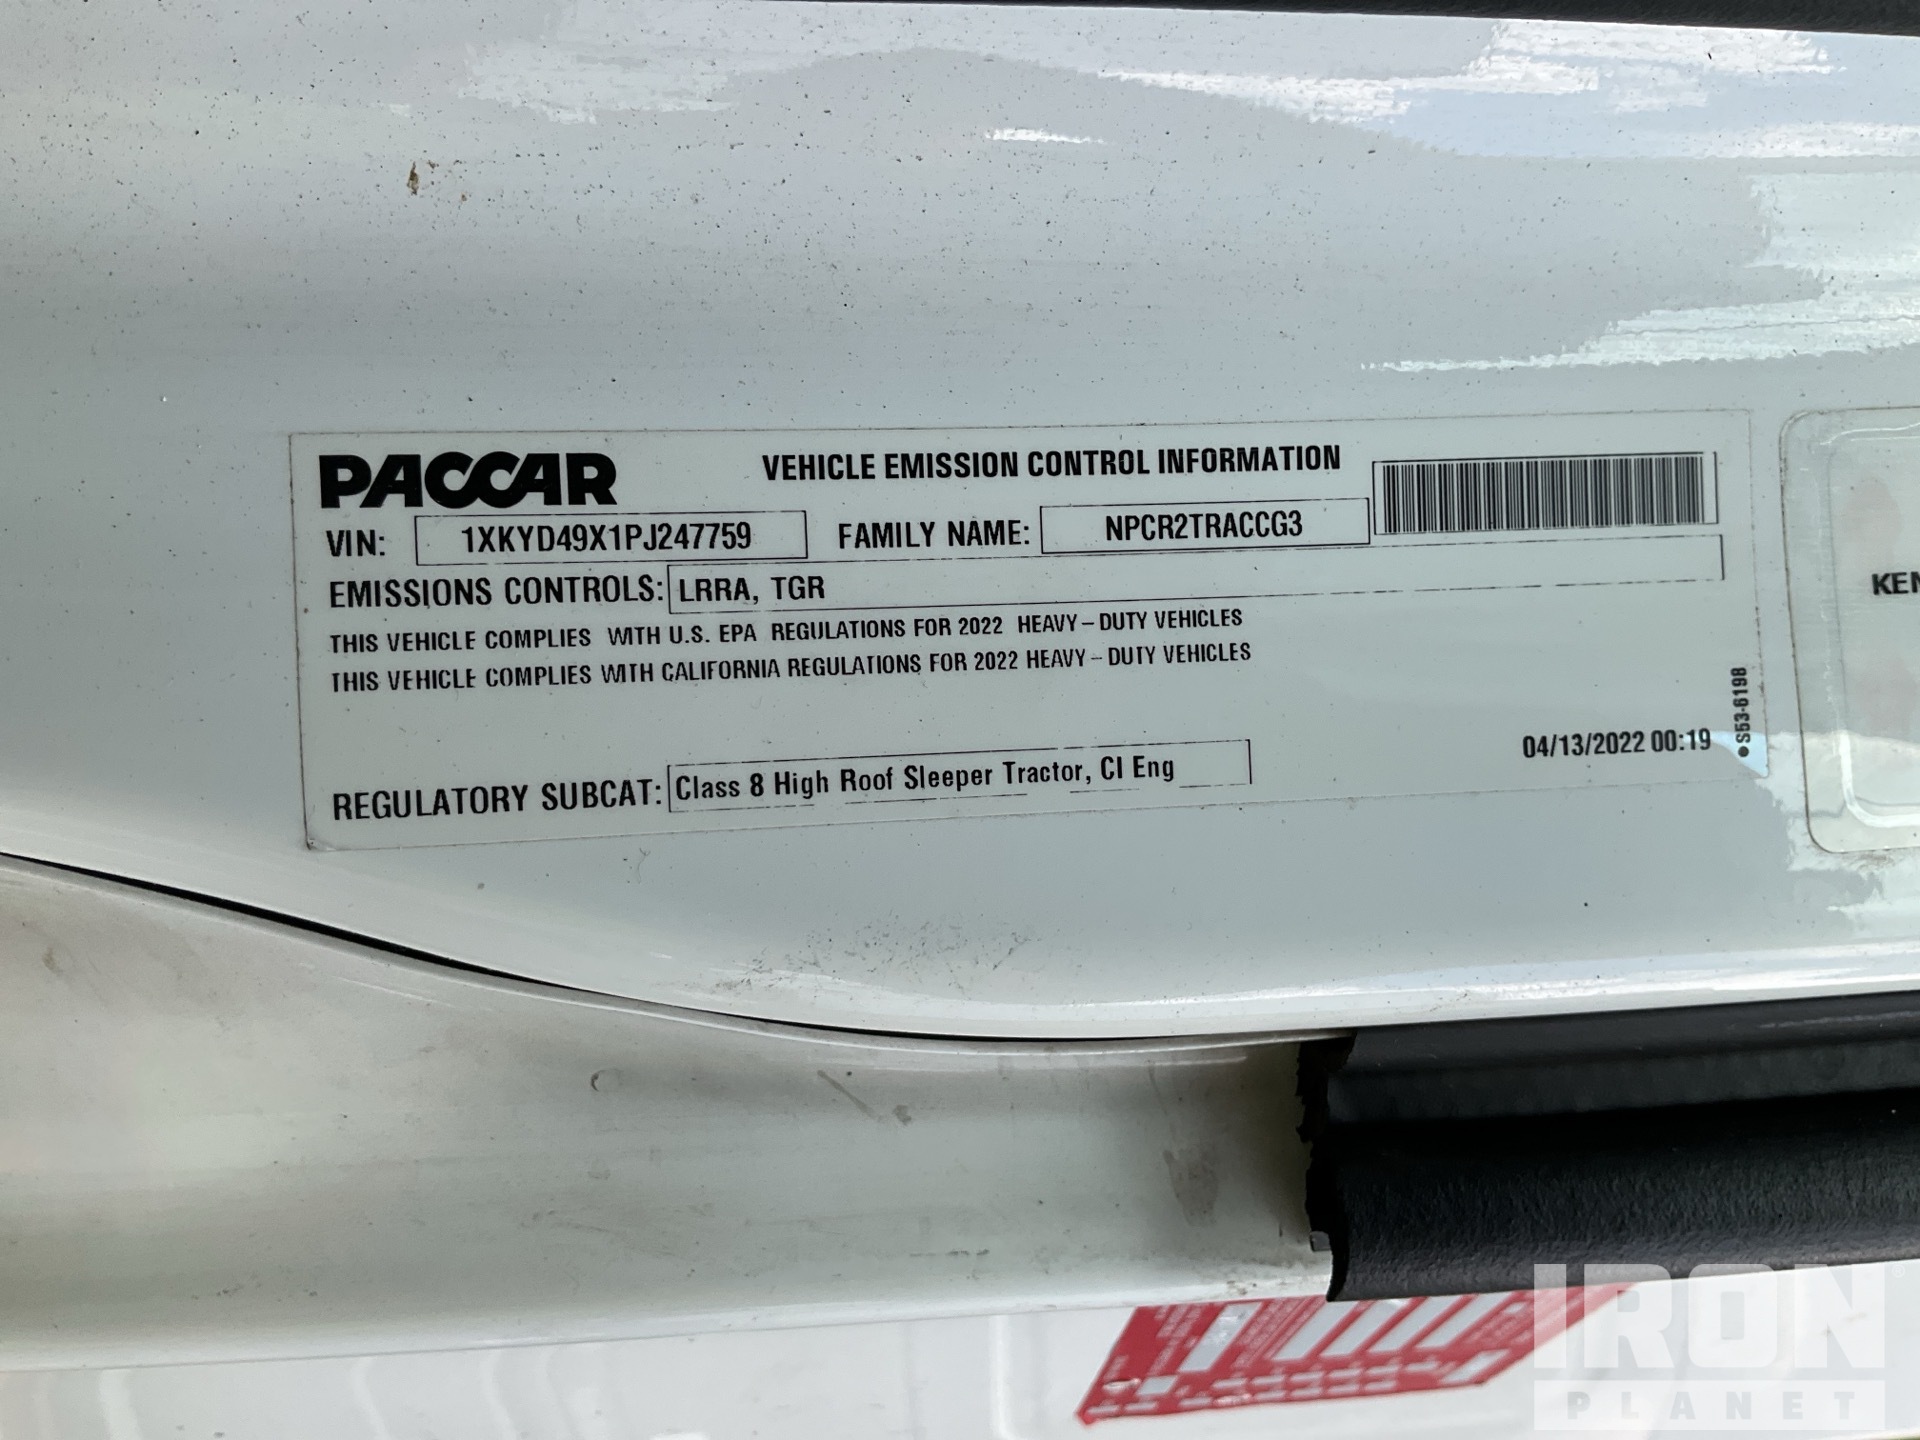 PACCAR
VEHICLE EMISSION CONTROL INFORMATION
VIN: 1XKYD49X1PJ247759 FAMILY NAME: NPCR2TRACCG3
EMISSIONS CONTROLS: LRRA, TGR
THIS VEHICLE COMPLIES WITH U.S. EPA REGULATIONS FOR 2022 HEAVY-DUTY VEHICLES
THIS VEHICLE COMPLIES WITH CALIFORNIA REGULATIONS FOR 2022 HEAVY-DUTY VEHICLES
REGULATORY SUBCAT: Class 8 High Roof Sleeper Tractor, CI Eng
04/13/2022 00:19
●S53-6198
KEN
IRON
PLANET